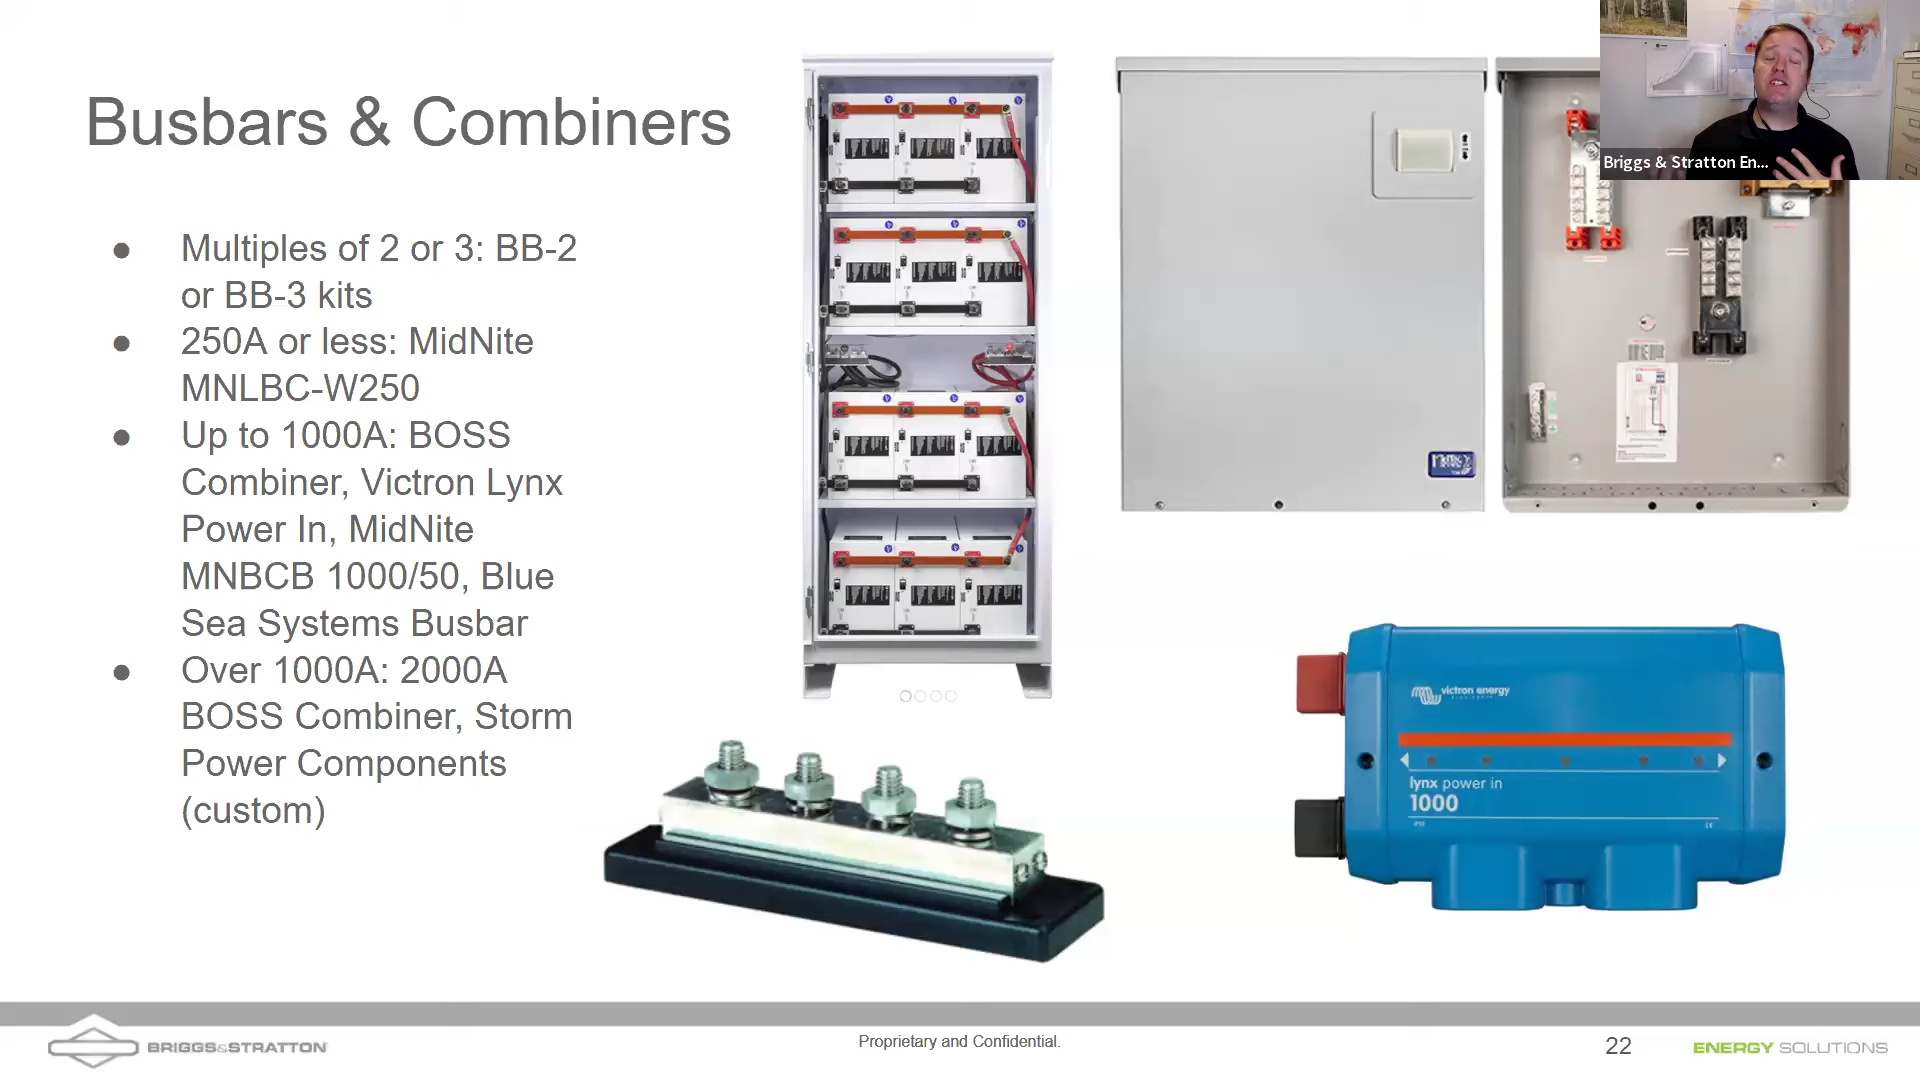 Busbars & Combiners
Briggs & Stratton En...
● Multiples of 2 or 3: BB-2
or BB-3 kits
● 250A or less: MidNite
MNLBC-W250
● Up to 1000A: BOSS
Combiner, Victron Lynx
Power In, MidNite
MNBCB 1000/50, Blue
Sea Systems Busbar
● Over 1000A: 2000A
BOSS Combiner, Storm
Power Components
(custom)
victron energy
lynx power in
1000
BRIGGS&STRATTON
Proprietary and Confidential.
22
ENERGY SOLUTIONS